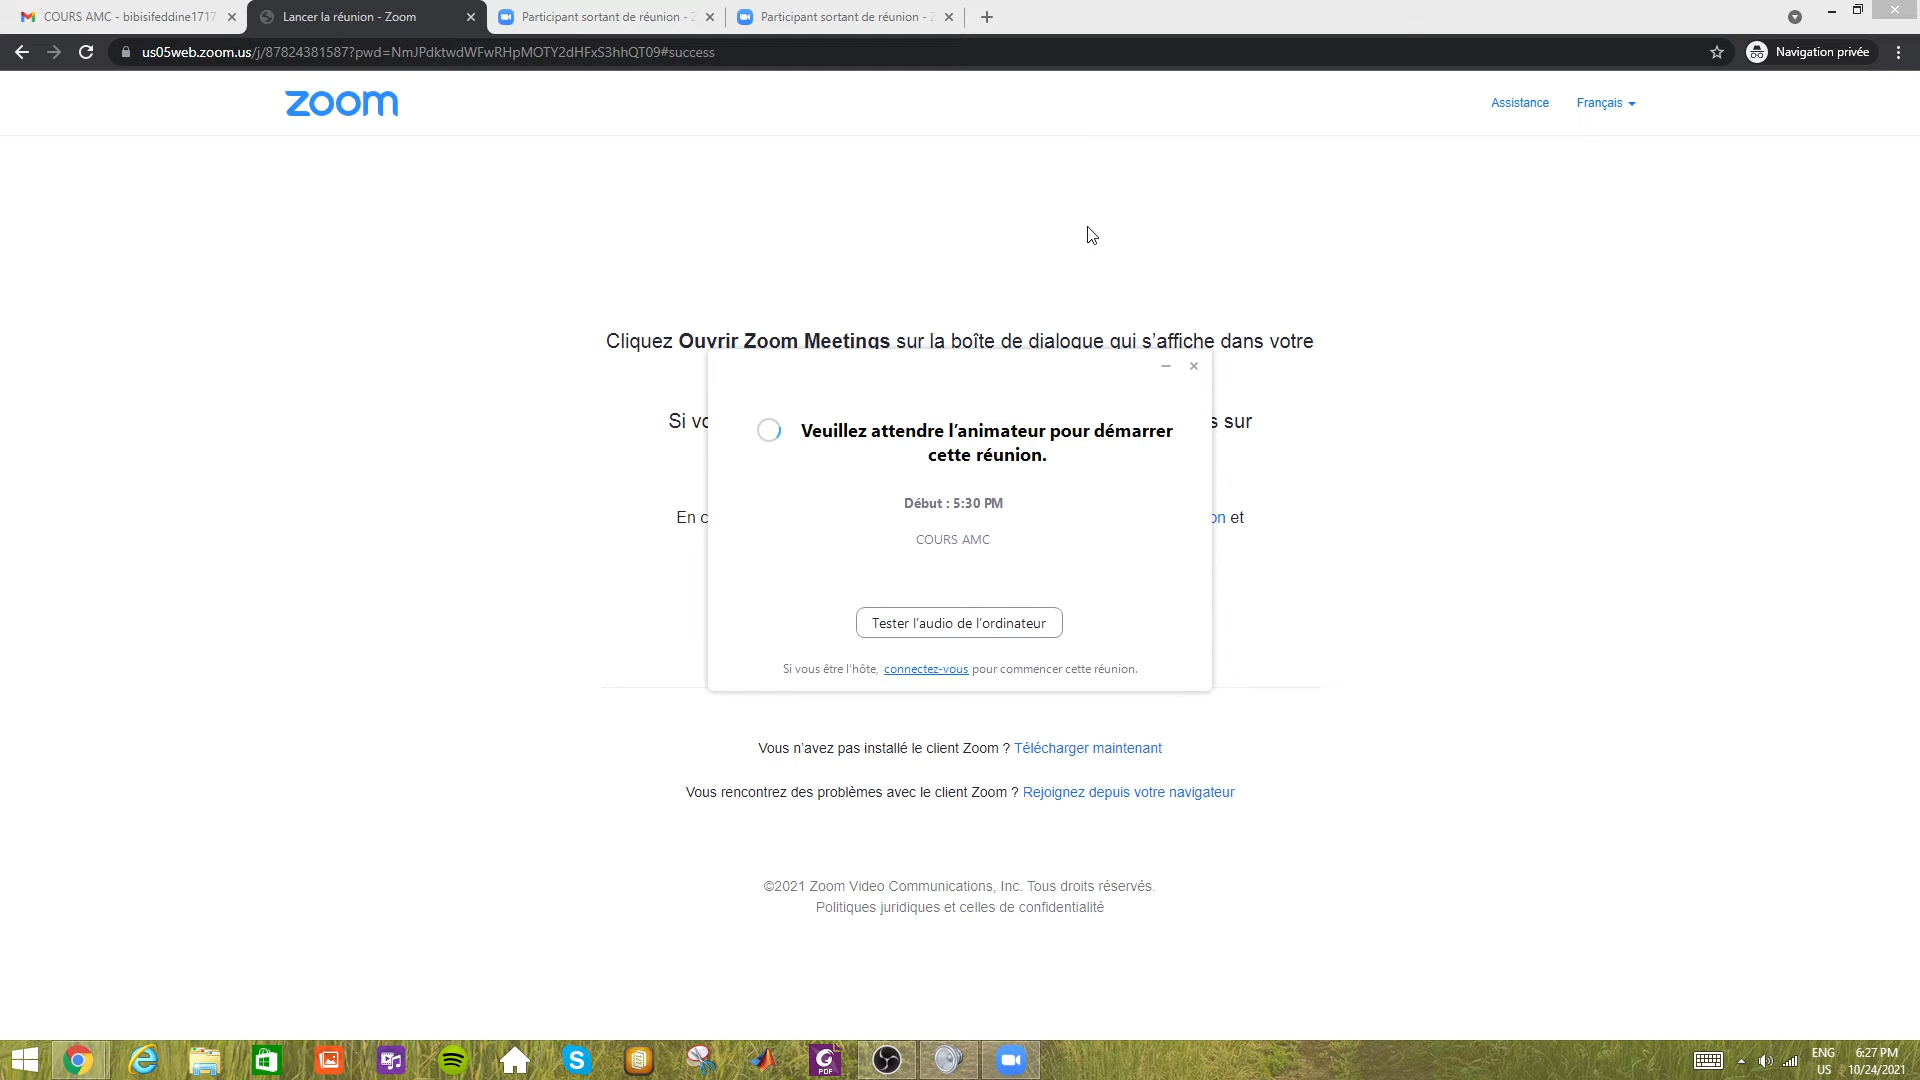 COURS AMC - bibisifeddine1717
Lancer la réunion - Zoom
Participant sortant de réunion - Z
Participant sortant de réunion - Z
us05web.zoom.us/j/87824381587?pwd=NmJPdktwdWFwRHpMOTY2dHFxS3hhQT09#success
Navigation privée
zoom
Assistance
Français
Cliquez Ouvrir Zoom Meetings sur la boîte de dialogue qui s’affiche dans votre
Si vo
s sur
Veuillez attendre l’animateur pour démarrer
cette réunion.
Début : 5:30 PM
En c
on et
COURS AMC
Tester l’audio de l’ordinateur
Si vous être l’hôte, connectez-vous pour commencer cette réunion.
Vous n’avez pas installé le client Zoom ? Télécharger maintenant
Vous rencontrez des problèmes avec le client Zoom ? Rejoignez depuis votre navigateur
©2021 Zoom Video Communications, Inc. Tous droits réservés.
Politiques juridiques et celles de confidentialité
PDF
ENG
US
6:27 PM
10/24/2021